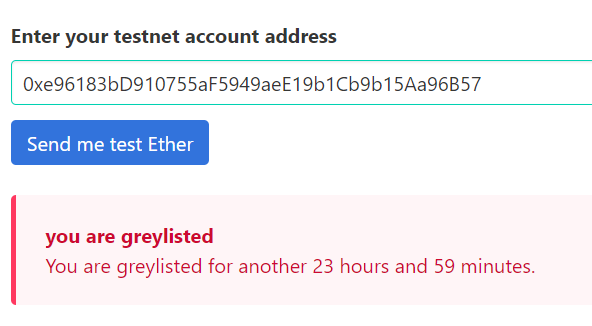 Enter your testnet account address
0xe96183bD910755aF5949aeE19b1Cb9b15Aa96B57
Send me test Ether
you are greylisted
You are greylisted for another 23 hours and 59 minutes.